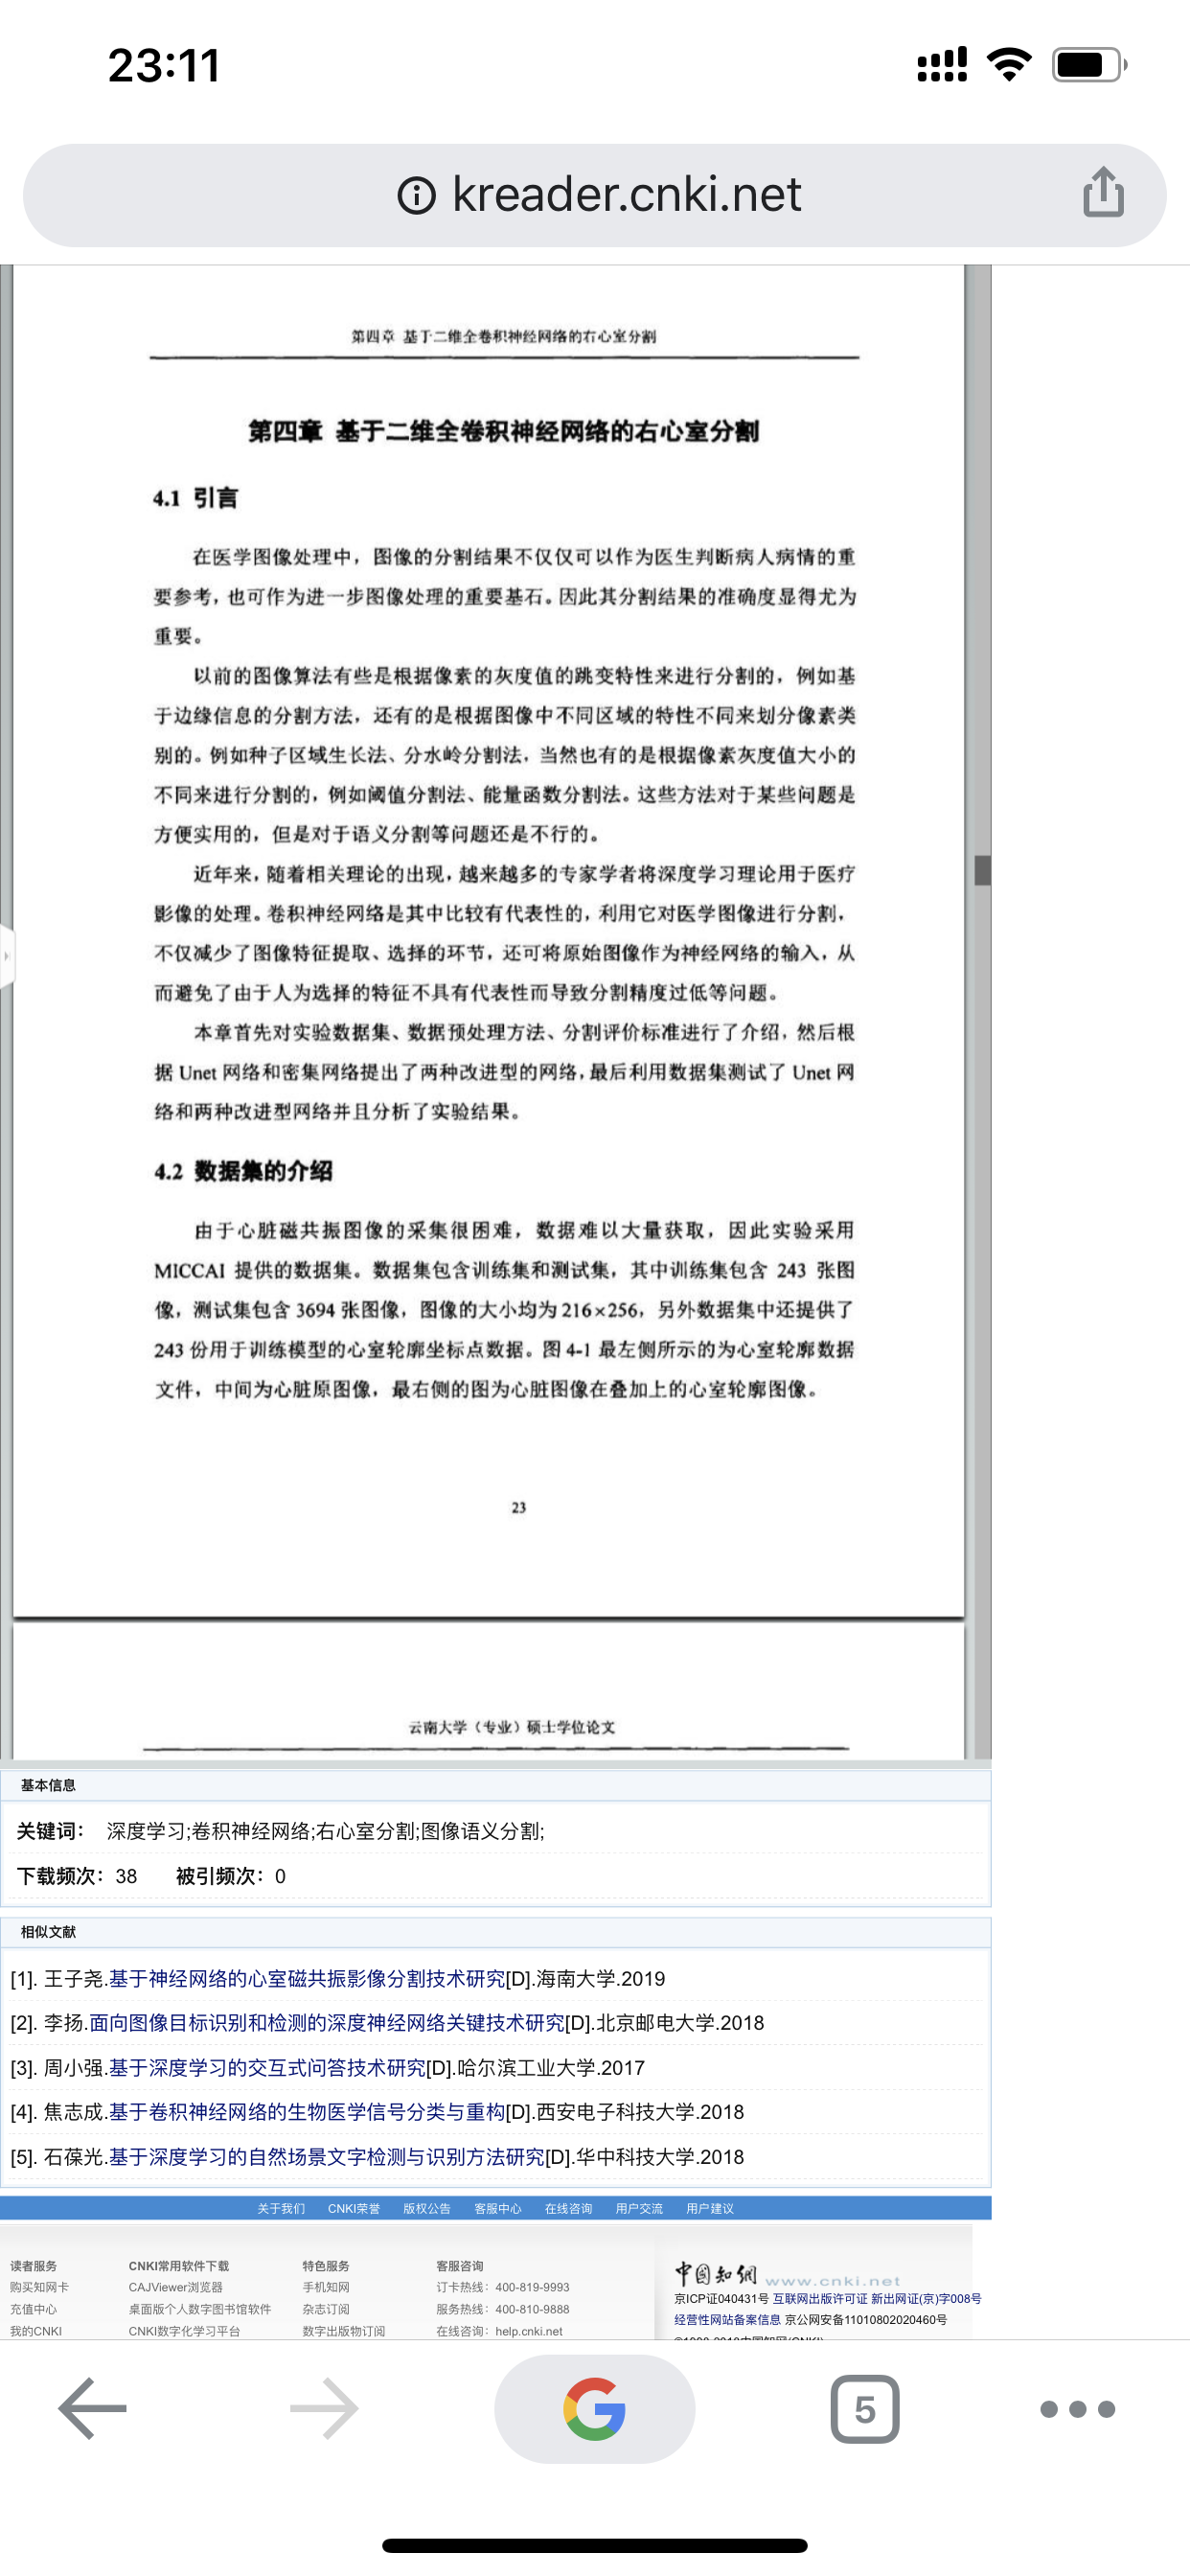 23:11
kreader.cnki.net
第四章 基于二维全卷积神经网络的右心室分割
第四章 基于二维全卷积神经网络的右心室分割
4.1 引言
在医学图像处理中，图像的分割结果不仅仅可以作为医生判断病人病情的重
要参考，也可作为进一步图像处理的重要基石。因此其分割结果的准确度显得尤为
重要。
以前的图像算法有些是根据像素的灰度值的跳变特性来进行分割的，例如基
于边缘信息的分割方法，还有的是根据图像中不同区域的特性不同来划分像素类
别的。例如种子区域生长法、分水岭分割法，当然也有的是根据像素灰度值大小的
不同来进行分割的，例如阈值分割法、能量函数分割法。这些方法对于某些问题是
方便实用的，但是对于语义分割等问题还是不行的。
近年来，随着相关理论的出现，越来越多的专家学者将深度学习理论用于医疗
影像的处理。卷积神经网络是其中比较有代表性的，利用它对医学图像进行分割，
不仅减少了图像特征提取、选择的环节，还可将原始图像作为神经网络的输入，从
而避免了由于人为选择的特征不具有代表性而导致分割精度过低等问题。
本章首先对实验数据集、数据预处理方法、分割评价标准进行了介绍，然后根
据 Unet 网络和密集网络提出了两种改进型的网络，最后利用数据集测试了 Unet 网
络和两种改进型网络并且分析了实验结果。
4.2 数据集的介绍
由于心脏磁共振图像的采集很困难，数据难以大量获取，因此实验采用
MICCAI 提供的数据集。数据集包含训练集和测试集，其中训练集包含 243 张图
像，测试集包含 3694 张图像，图像的大小均为 216×256，另外数据集中还提供了
243 份用于训练模型的心室轮廓坐标点数据。图 4-1 最左侧所示的为心室轮廓数据
文件，中间为心脏原图像，最右侧的图为心脏图像在叠加上的心室轮廓图像。
23
云南大学（专业）硕士学位论文
基本信息
关键词： 深度学习;卷积神经网络;右心室分割;图像语义分割;
下载频次：38 被引频次：0
相似文献
[1]. 王子尧.基于神经网络的心室磁共振影像分割技术研究[D].海南大学.2019
[2]. 李扬.面向图像目标识别和检测的深度神经网络关键技术研究[D].北京邮电大学.2018
[3]. 周小强.基于深度学习的交互式问答技术研究[D].哈尔滨工业大学.2017
[4]. 焦志成.基于卷积神经网络的生物医学信号分类与重构[D].西安电子科技大学.2018
[5]. 石葆光.基于深度学习的自然场景文字检测与识别方法研究[D].华中科技大学.2018
关于我们 CNKI荣誉 版权公告 客服中心 在线咨询 用户交流 用户建议
读者服务 CNKI常用软件下载 特色服务 客服咨询
购买知网卡 CAJViewer浏览器 手机知网 订卡热线：400-819-9993
充值中心 桌面版个人数字图书馆软件 杂志订阅 服务热线：400-810-9888
我的CNKI CNKI数字化学习平台 数字出版物订阅 在线咨询：help.cnki.net
中国知网 www.cnki.net
京ICP证040431号 互联网出版许可证 新出网证(京)字008号
经营性网站备案信息 京公网安备11010802020460号
5